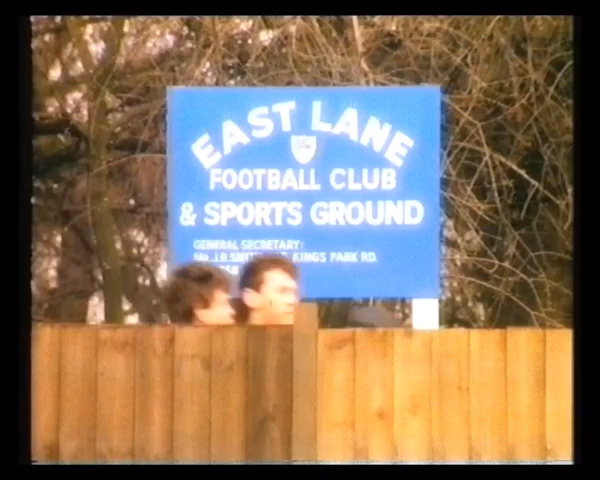 EAST LANE
FOOTBALL CLUB
& SPORTS GROUND
GENERAL SECRETARY:
KINGS PARK RD.